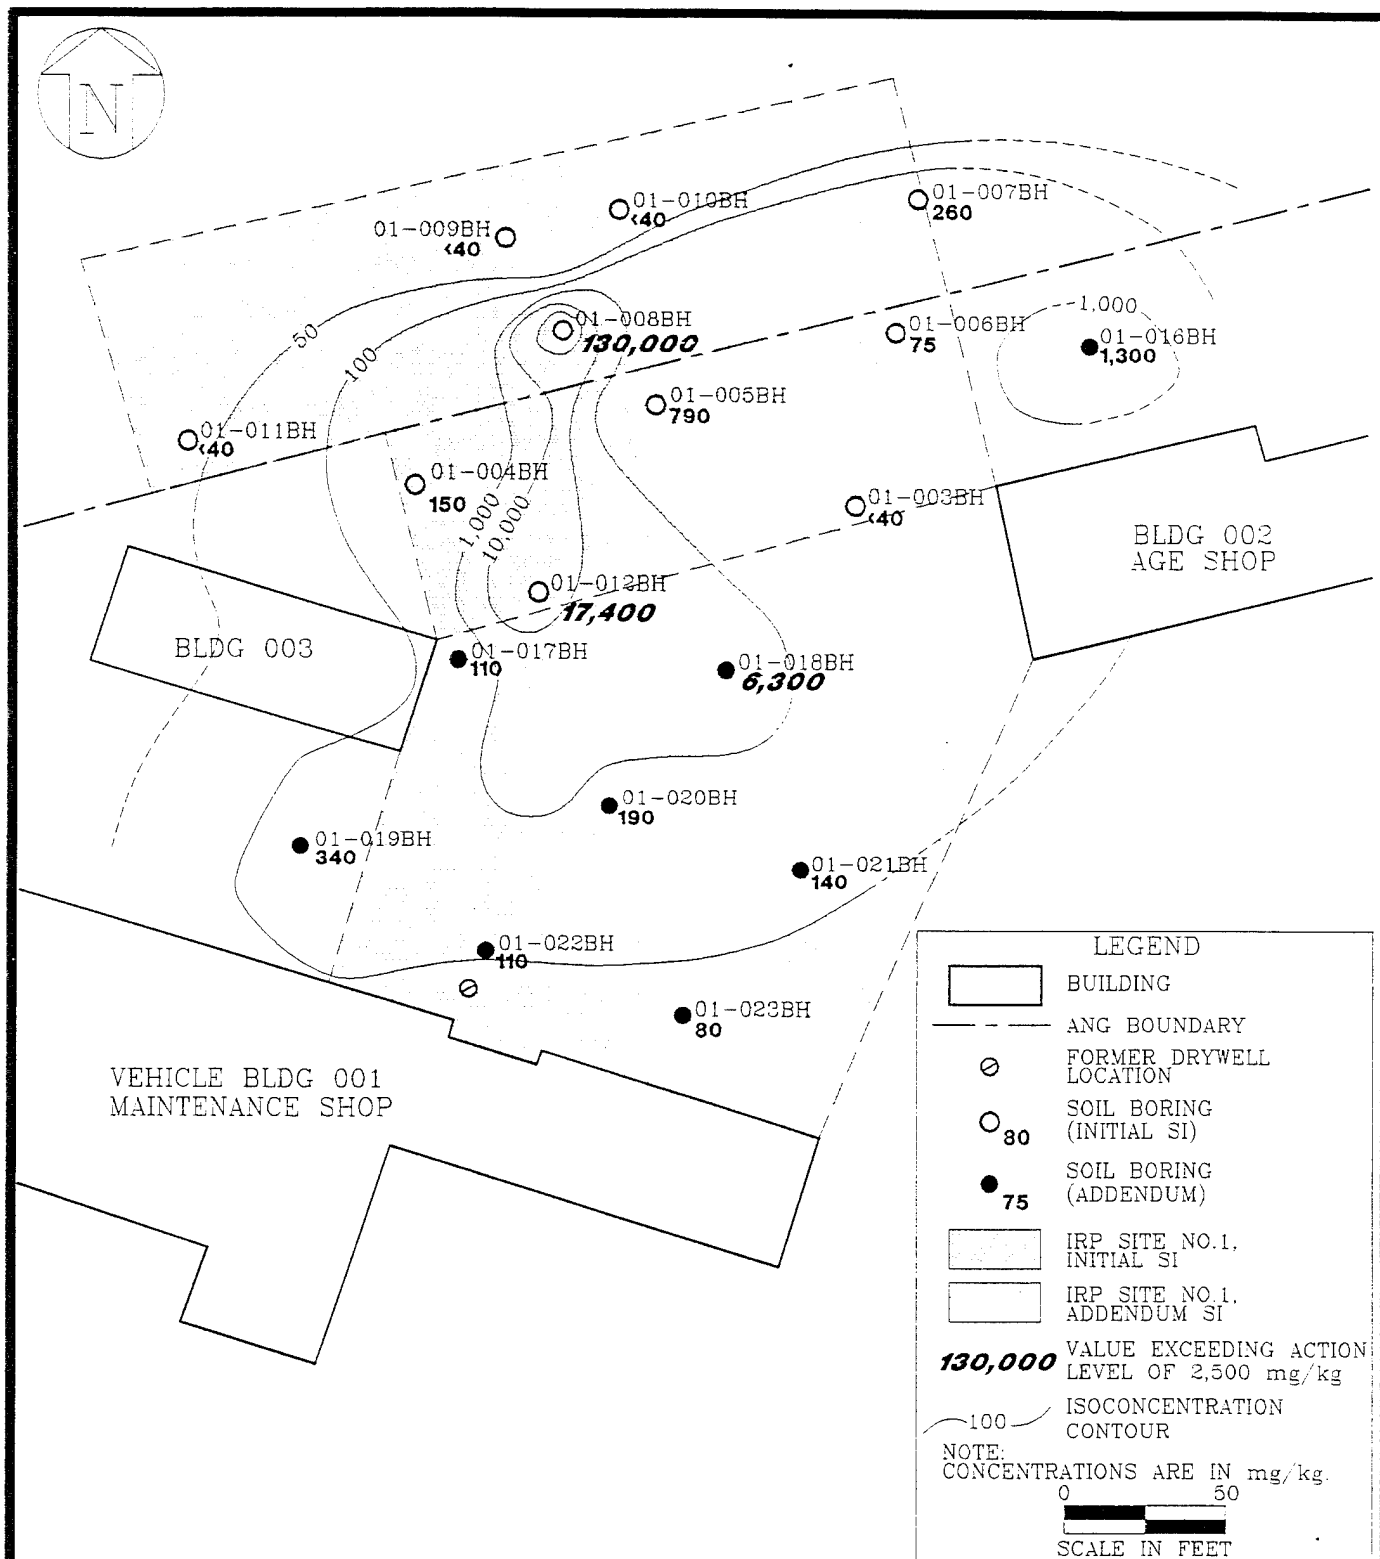 N
01-010BH
<40
01-007BH
260
01-009BH
<40
50
100
01-008BH
130,000
01-006BH
75
1,000
01-016BH
1,300
01-005BH
790
01-011BH
<40
01-004BH
150
1,000
10,000
01-003BH
<40
BLDG 002
AGE SHOP
01-012BH
17,400
BLDG 003
01-017BH
110
01-018BH
6,300
01-020BH
190
01-019BH
340
01-021BH
140
01-022BH
110
01-023BH
80
VEHICLE BLDG 001
MAINTENANCE SHOP
LEGEND
BUILDING
ANG BOUNDARY
FORMER DRYWELL
LOCATION
SOIL BORING
80 (INITIAL SI)
SOIL BORING
75 (ADDENDUM)
IRP SITE NO.1,
INITIAL SI
IRP SITE NO.1,
ADDENDUM SI
130,000 VALUE EXCEEDING ACTION
LEVEL OF 2,500 mg/kg
100 ISOCONCENTRATION
CONTOUR
NOTE:
CONCENTRATIONS ARE IN mg/kg.
0 50
SCALE IN FEET